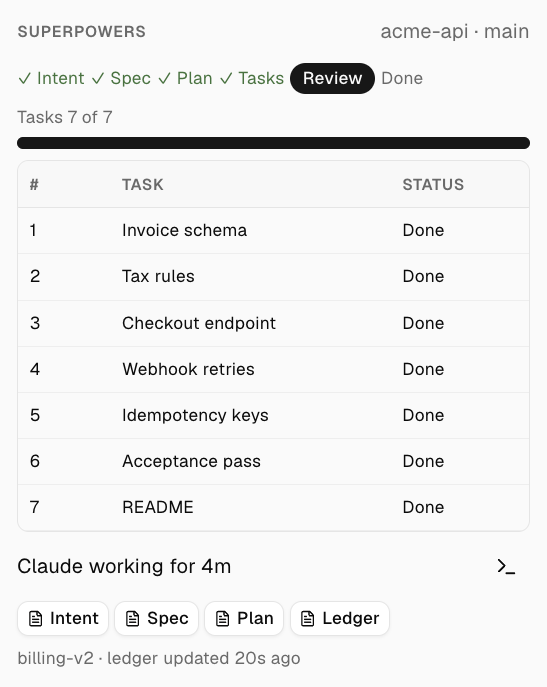 SUPERPOWERS acme-api · main
✓ Intent ✓ Spec ✓ Plan ✓ Tasks Review Done
Tasks 7 of 7
# TASK STATUS
1 Invoice schema Done
2 Tax rules Done
3 Checkout endpoint Done
4 Webhook retries Done
5 Idempotency keys Done
6 Acceptance pass Done
7 README Done
Claude working for 4m
Intent Spec Plan Ledger
billing-v2 · ledger updated 20s ago